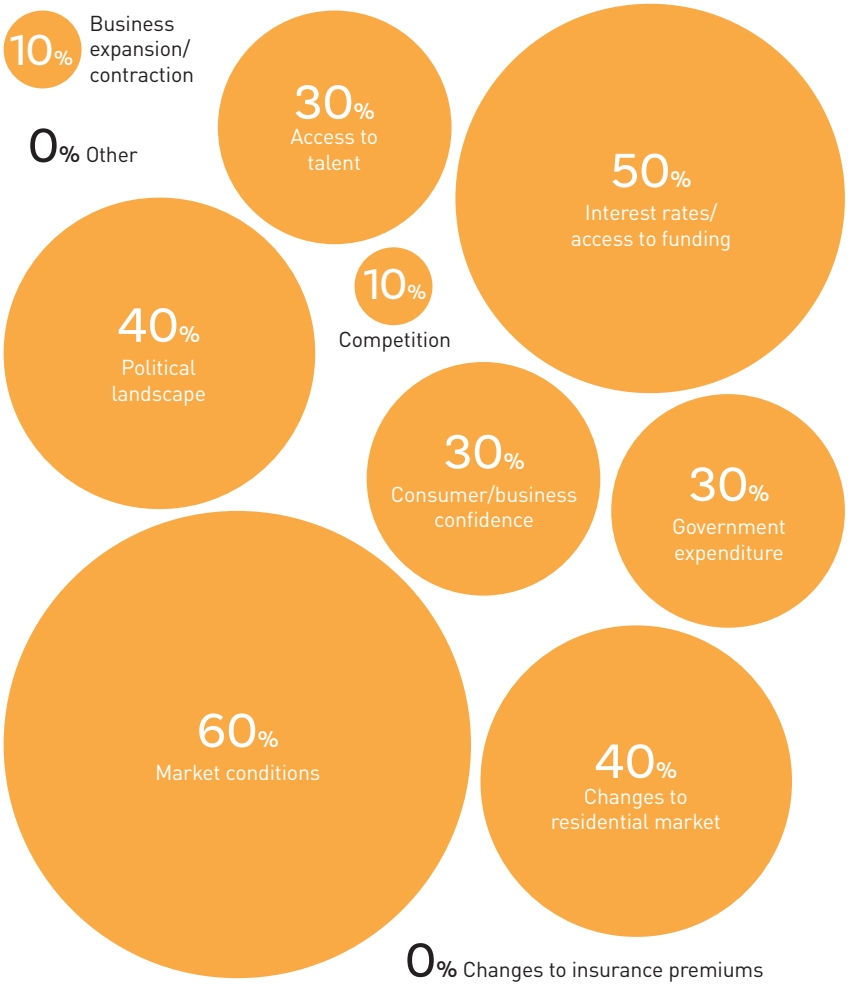 10%
Business
expansion/
contraction
0% Other
30%
Access to
talent
50%
Interest rates/
access to funding
40%
Political
landscape
10%
Competition
30%
Consumer/business
confidence
30%
Government
expenditure
60%
Market conditions
40%
Changes to
residential market
0% Changes to insurance premiums